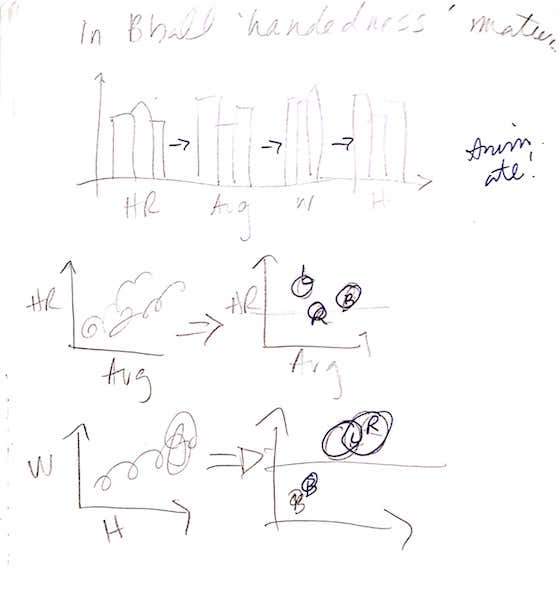 In Bball 'handedness' matters
HR Avg W H
Anim-
ate!
HR
Avg
HR
L
R
B
Avg
W
H
L
R
B
B